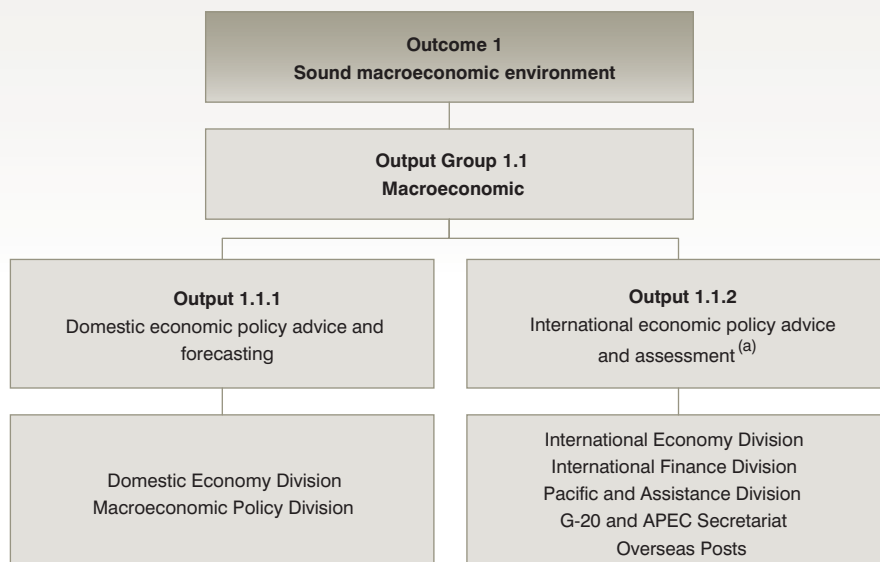 Outcome 1
Sound macroeconomic environment
Output Group 1.1
Macroeconomic
Output 1.1.1
Domestic economic policy advice and
forecasting
Output 1.1.2
International economic policy advice
and assessment (a)
Domestic Economy Division
Macroeconomic Policy Division
International Economy Division
International Finance Division
Pacific and Assistance Division
G-20 and APEC Secretariat
Overseas Posts